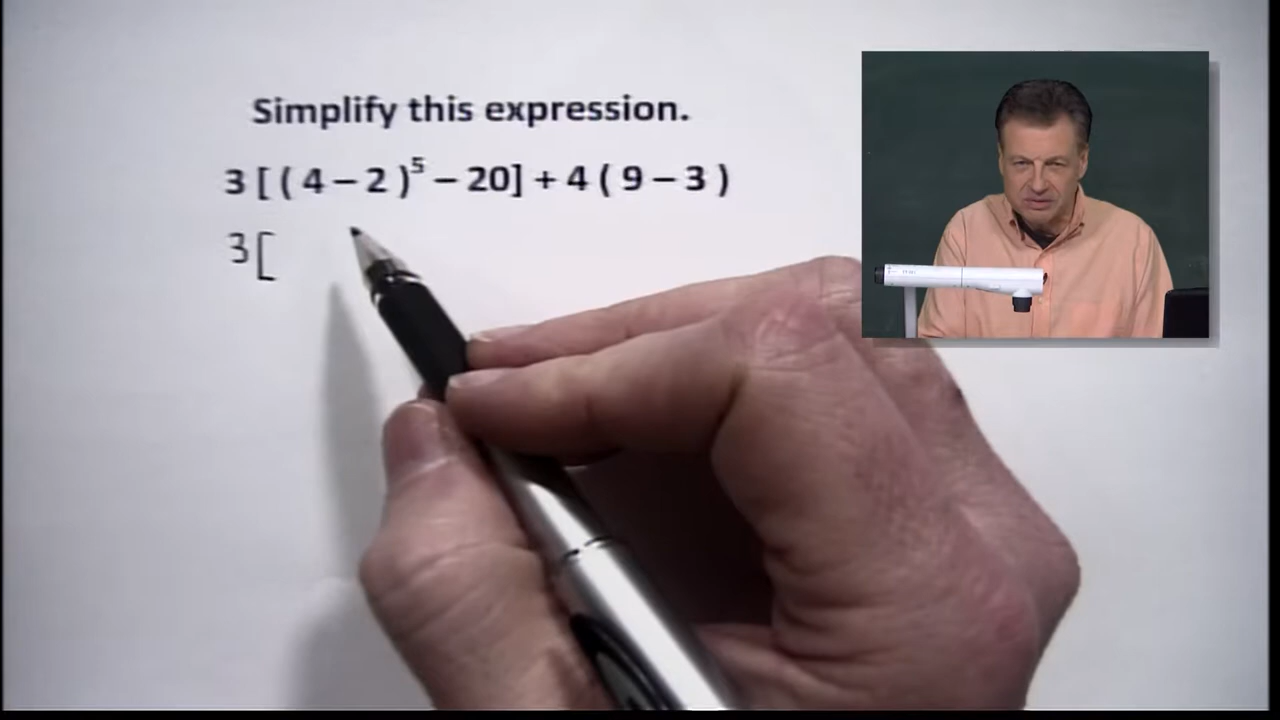 Simplify this expression.
3 [ ( 4 – 2 )⁵ – 20] + 4 ( 9 – 3 )
3 [